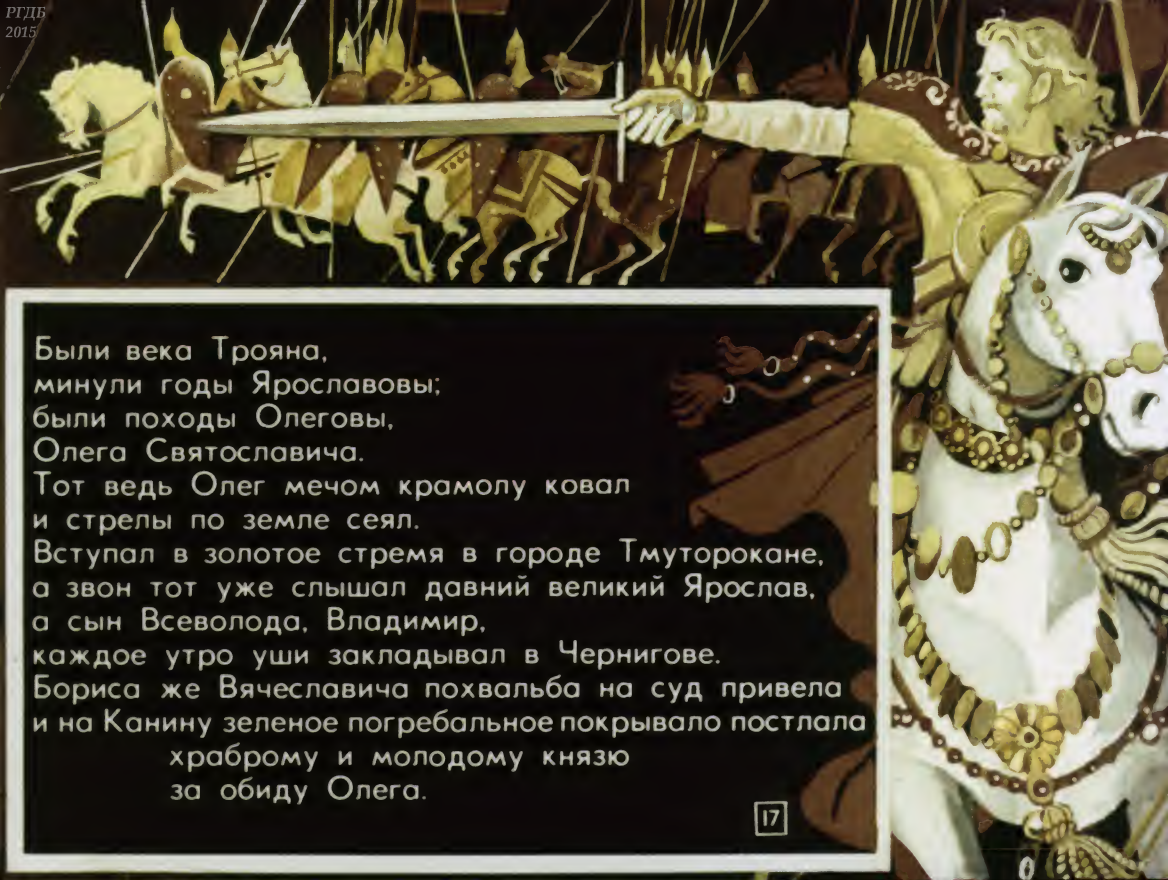 РГДБ
2015
Были века Трояна,
минули годы Ярославовы;
были походы Олеговы,
Олега Святославича.
Тот ведь Олег мечом крамолу ковал
и стрелы по земле сеял.
Вступал в золотое стремя в городе Тмуторокане,
а звон тот уже слышал давний великий Ярослав,
а сын Всеволода, Владимир,
каждое утро уши закладывал в Чернигове.
Бориса же Вячеславича похвальба на суд привела
и на Канину зеленое погребальное покрывало постлала
храброму и молодому князю
за обиду Олега.
17